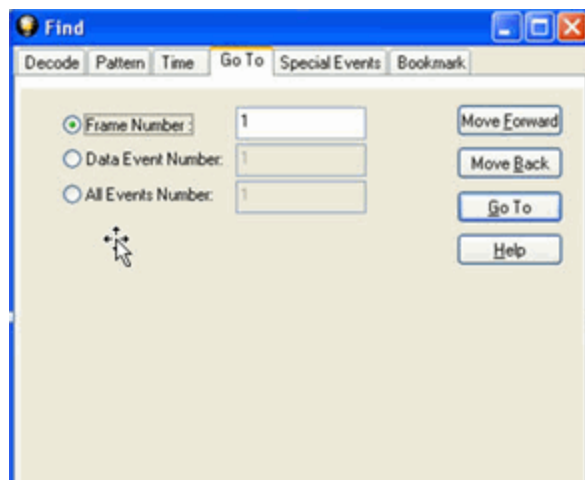 Find
Decode Pattern Time Go To Special Events Bookmark
Frame Number : 1 Move Forward
Data Event Number: 1 Move Back
All Events Number: 1 Go To
Help